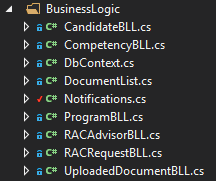 BusinessLogic
C# CandidateBLL.cs
C# CompetencyBLL.cs
C# DbContext.cs
C# DocumentList.cs
C# Notifications.cs
C# ProgramBLL.cs
C# RACAdvisorBLL.cs
C# RACRequestBLL.cs
C# UploadedDocumentBLL.cs